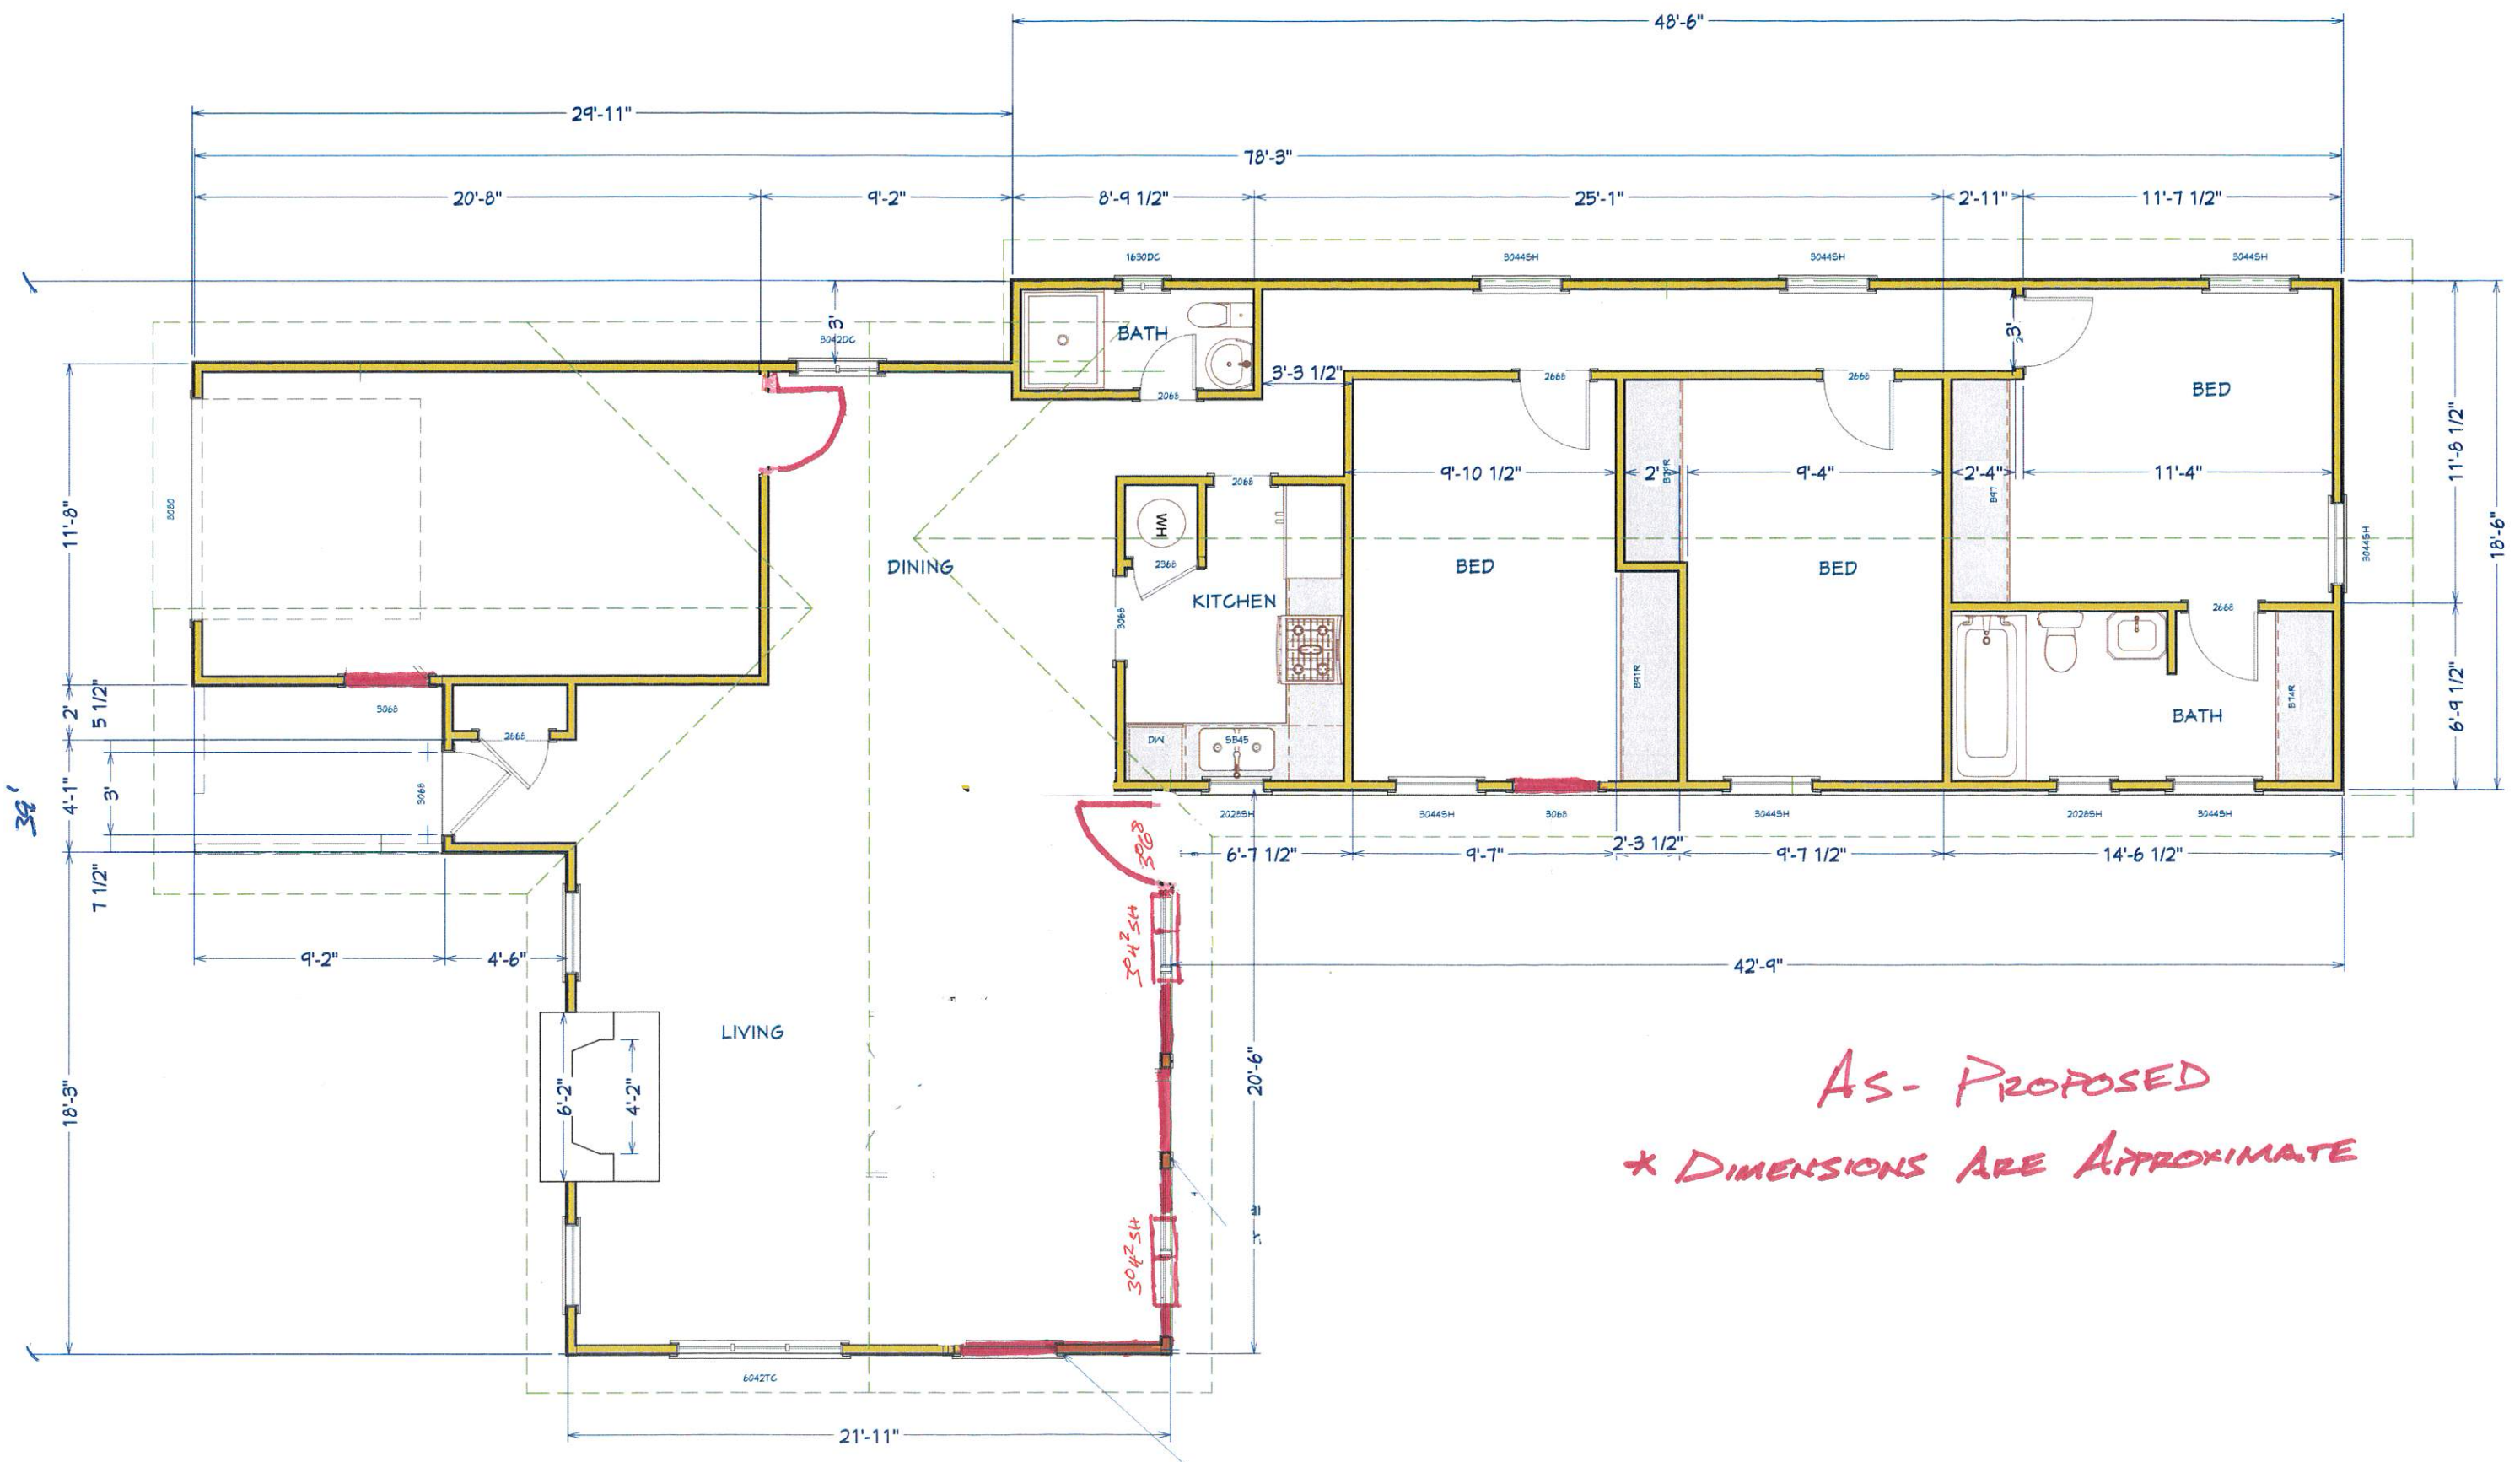 48'-6"
29'-11"
78'-3"
20'-8"
9'-2"
8'-9 1/2"
25'-1"
2'-11"
11'-7 1/2"
1630DC
3044SH
3044SH
3044SH
3'
3042DC
BATH
3'
2068
3'-3 1/2"
2668
2668
BED
11'-8 1/2"
18'-6"
9'-10 1/2"
2'
9'-4"
2'-4"
B97
11'-4"
2068
WH
2368
11'-8"
DINING
BED
BED
3044SH
KITCHEN
3068
2668
B91R
B74R
BATH
6'-9 1/2"
2'
5 1/2"
3068
2668
DW
SB45
39'
4'-1"
3'
3068
7 1/2"
3068
2028SH
3044SH
3068
3044SH
2028SH
3044SH
6'-7 1/2"
9'-7"
2'-3 1/2"
9'-7 1/2"
14'-6 1/2"
9'-2"
4'-6"
3042SH
42'-9"
LIVING
18'-3"
6'-2"
4'-2"
20'-6"
AS-PROPOSED
* DIMENSIONS ARE APPROXIMATE
3042SH
6042TC
21'-11"